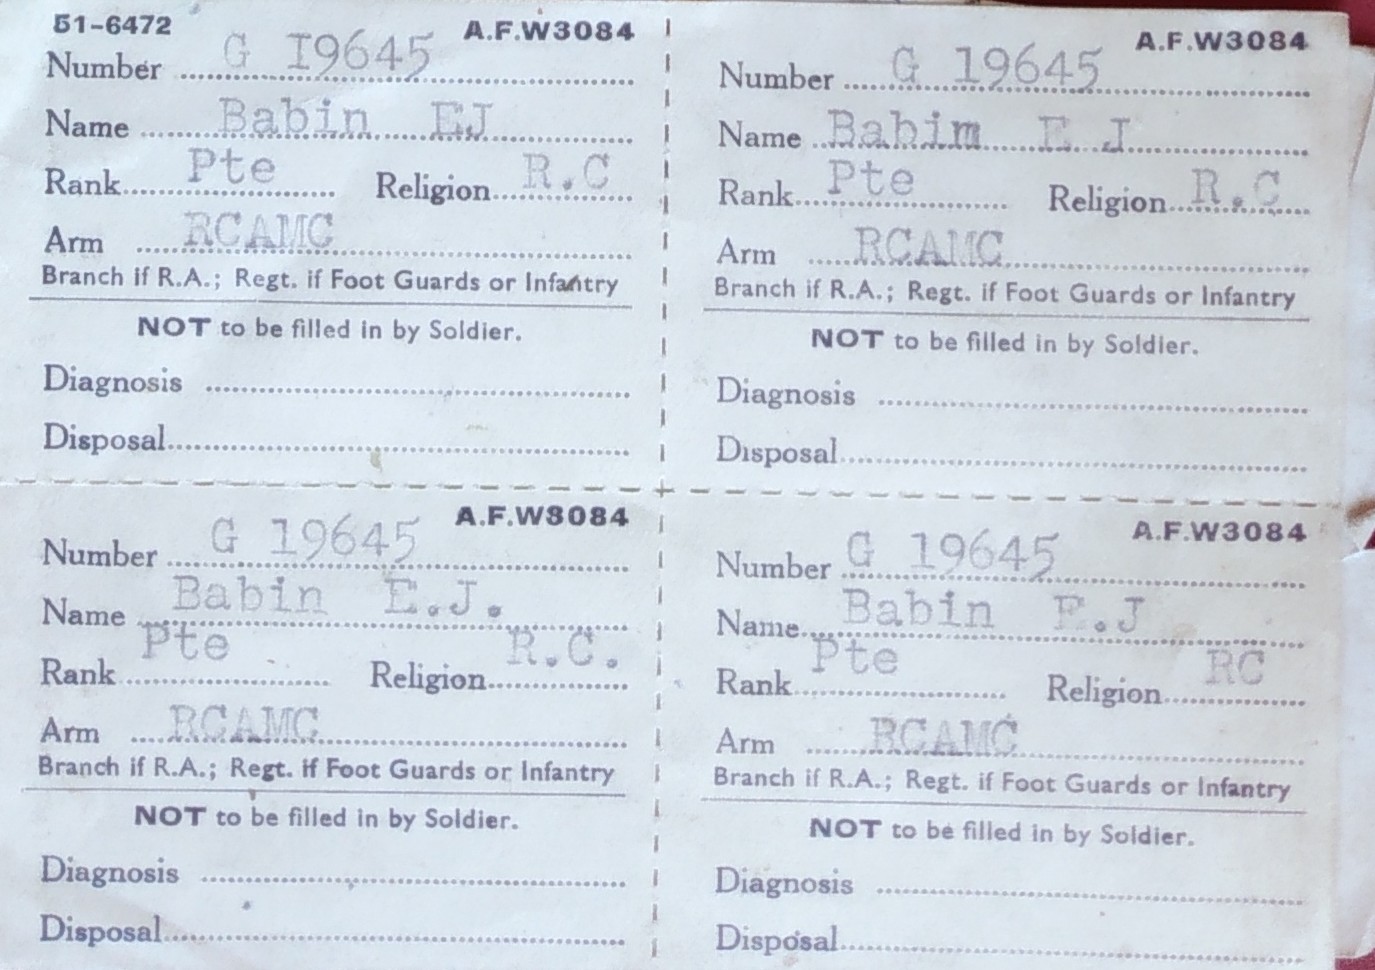 51-6472 A.F.W3084
Number G I9645
Name Babin EJ
Rank Pte Religion R.C
Arm RCAMC
Branch if R.A.; Regt. if Foot Guards or Infantry
NOT to be filled in by Soldier.
Diagnosis
Disposal
A.F.W3084
Number G 19645
Name Babim E J
Rank Pte Religion R.C
Arm RCAMC
Branch if R.A.; Regt. if Foot Guards or Infantry
NOT to be filled in by Soldier.
Diagnosis
Disposal
A.F.W3084
Number G 19645
Name Babin E.J.
Rank Pte Religion R.C.
Arm RCAMC
Branch if R.A.; Regt. if Foot Guards or Infantry
NOT to be filled in by Soldier.
Diagnosis
Disposal
A.F.W3084
Number G 19645
Name Babin E.J
Rank Pte Religion RC
Arm RCAMC
Branch if R.A.; Regt. if Foot Guards or Infantry
NOT to be filled in by Soldier.
Diagnosis
Disposal